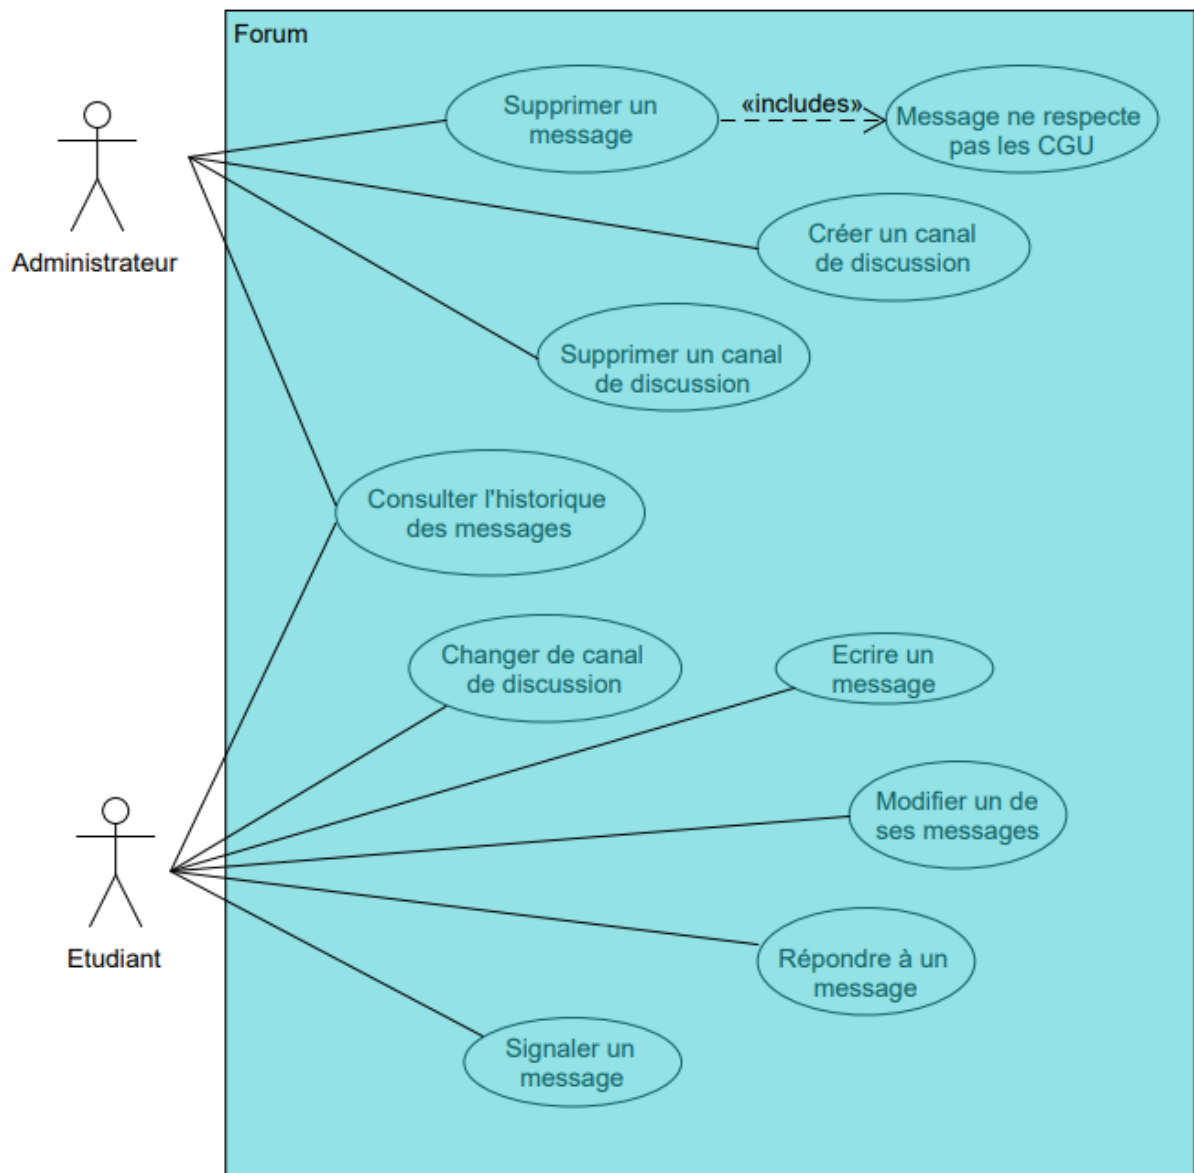 Forum
Supprimer un
message
«includes»
Message ne respecte
pas les CGU
Créer un canal
de discussion
Administrateur
Supprimer un canal
de discussion
Consulter l'historique
des messages
Changer de canal
de discussion
Ecrire un
message
Modifier un de
ses messages
Etudiant
Répondre à un
message
Signaler un
message